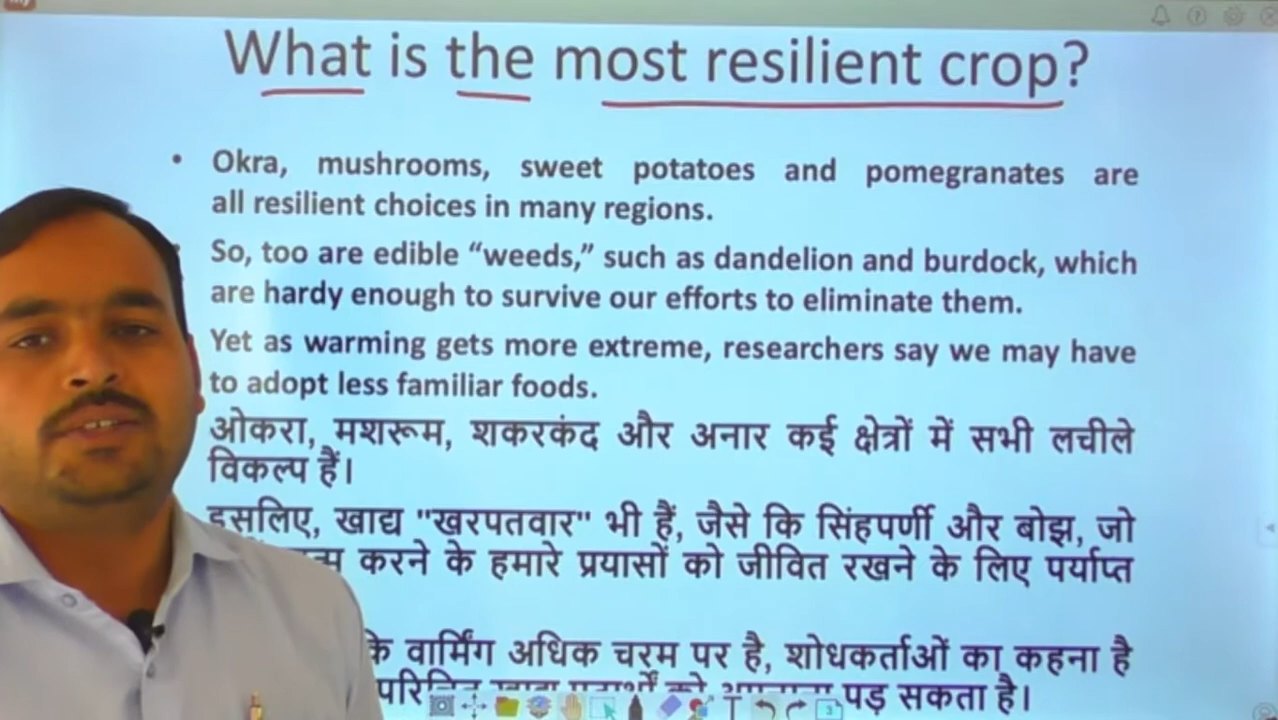 What is the most resilient crop?
• Okra, mushrooms, sweet potatoes and pomegranates are
all resilient choices in many regions.
So, too are edible “weeds,” such as dandelion and burdock, which
are hardy enough to survive our efforts to eliminate them.
Yet as warming gets more extreme, researchers say we may have
to adopt less familiar foods.
ओकरा, मशरूम, शकरकंद और अनार कई क्षेत्रों में सभी लचीले
विकल्प हैं।
इसलिए, खाद्य "खरपतवार" भी हैं, जैसे कि सिंहपर्णी और बोझ, जो
करने के हमारे प्रयासों को जीवित रखने के लिए पर्याप्त
वार्मिंग अधिक चरम पर है, शोधकर्ताओं का कहना है
पड़ सकता है।